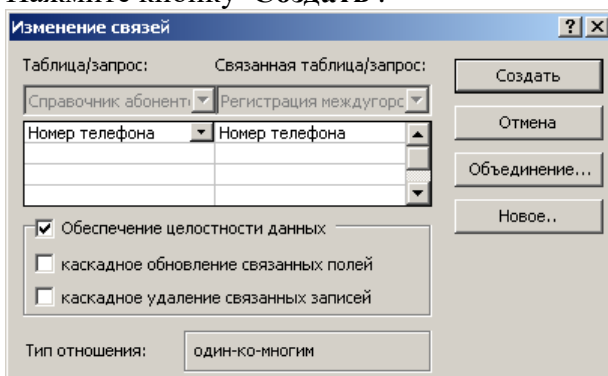 Нажмите кнопку "Создать".
Изменение связей
Таблица/запрос: Связанная таблица/запрос:
Справочник абонент Регистрация междугорс
Номер телефона Номер телефона
Обеспечение целостности данных
каскадное обновление связанных полей
каскадное удаление связанных записей
Тип отношения: один-ко-многим
Создать
Отмена
Объединение...
Новое..